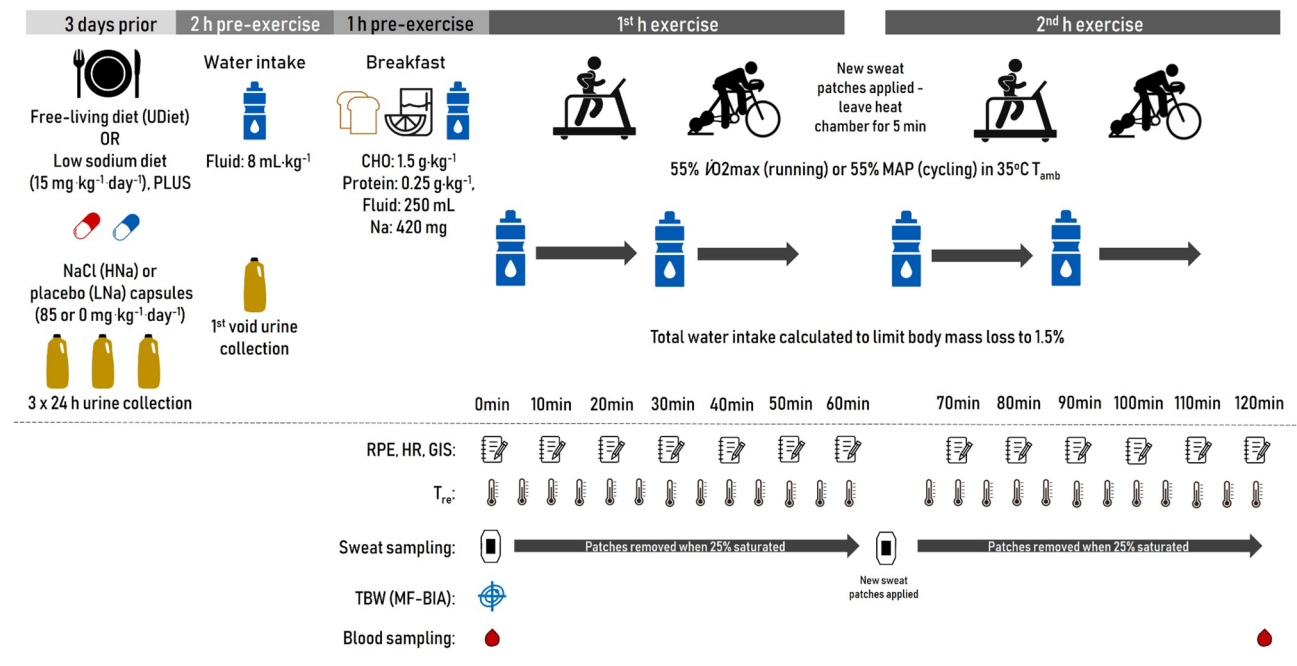 3 days prior
2 h pre-exercise
1h pre-exercise
1st h exercise
2nd h exercise
Free-living diet (UDiet)
OR
Low sodium diet
(15 mg·kg-1·day-1), PLUS
NaCl (HNa) or
placebo (LNa) capsules
(85 or 0 mg·kg-1·day-1)
3 x 24 h urine collection
Water intake
Fluid: 8 mL·kg-1
1st void urine
collection
Breakfast
CHO: 1.5 g·kg-1
Protein: 0.25 g·kg-1,
Fluid: 250 mL
Na: 420 mg
New sweat
patches applied -
leave heat
chamber for 5 min
55% V̇O2max (running) or 55% MAP (cycling) in 35oC Tamb
Total water intake calculated to limit body mass loss to 1.5%
0min 10min 20min 30min 40min 50min 60min 70min 80min 90min 100min 110min 120min
RPE, HR, GIS:
Tre:
Sweat sampling:
Patches removed when 25% saturated
Patches removed when 25% saturated
New sweat
patches applied
TBW (MF-BIA):
Blood sampling: